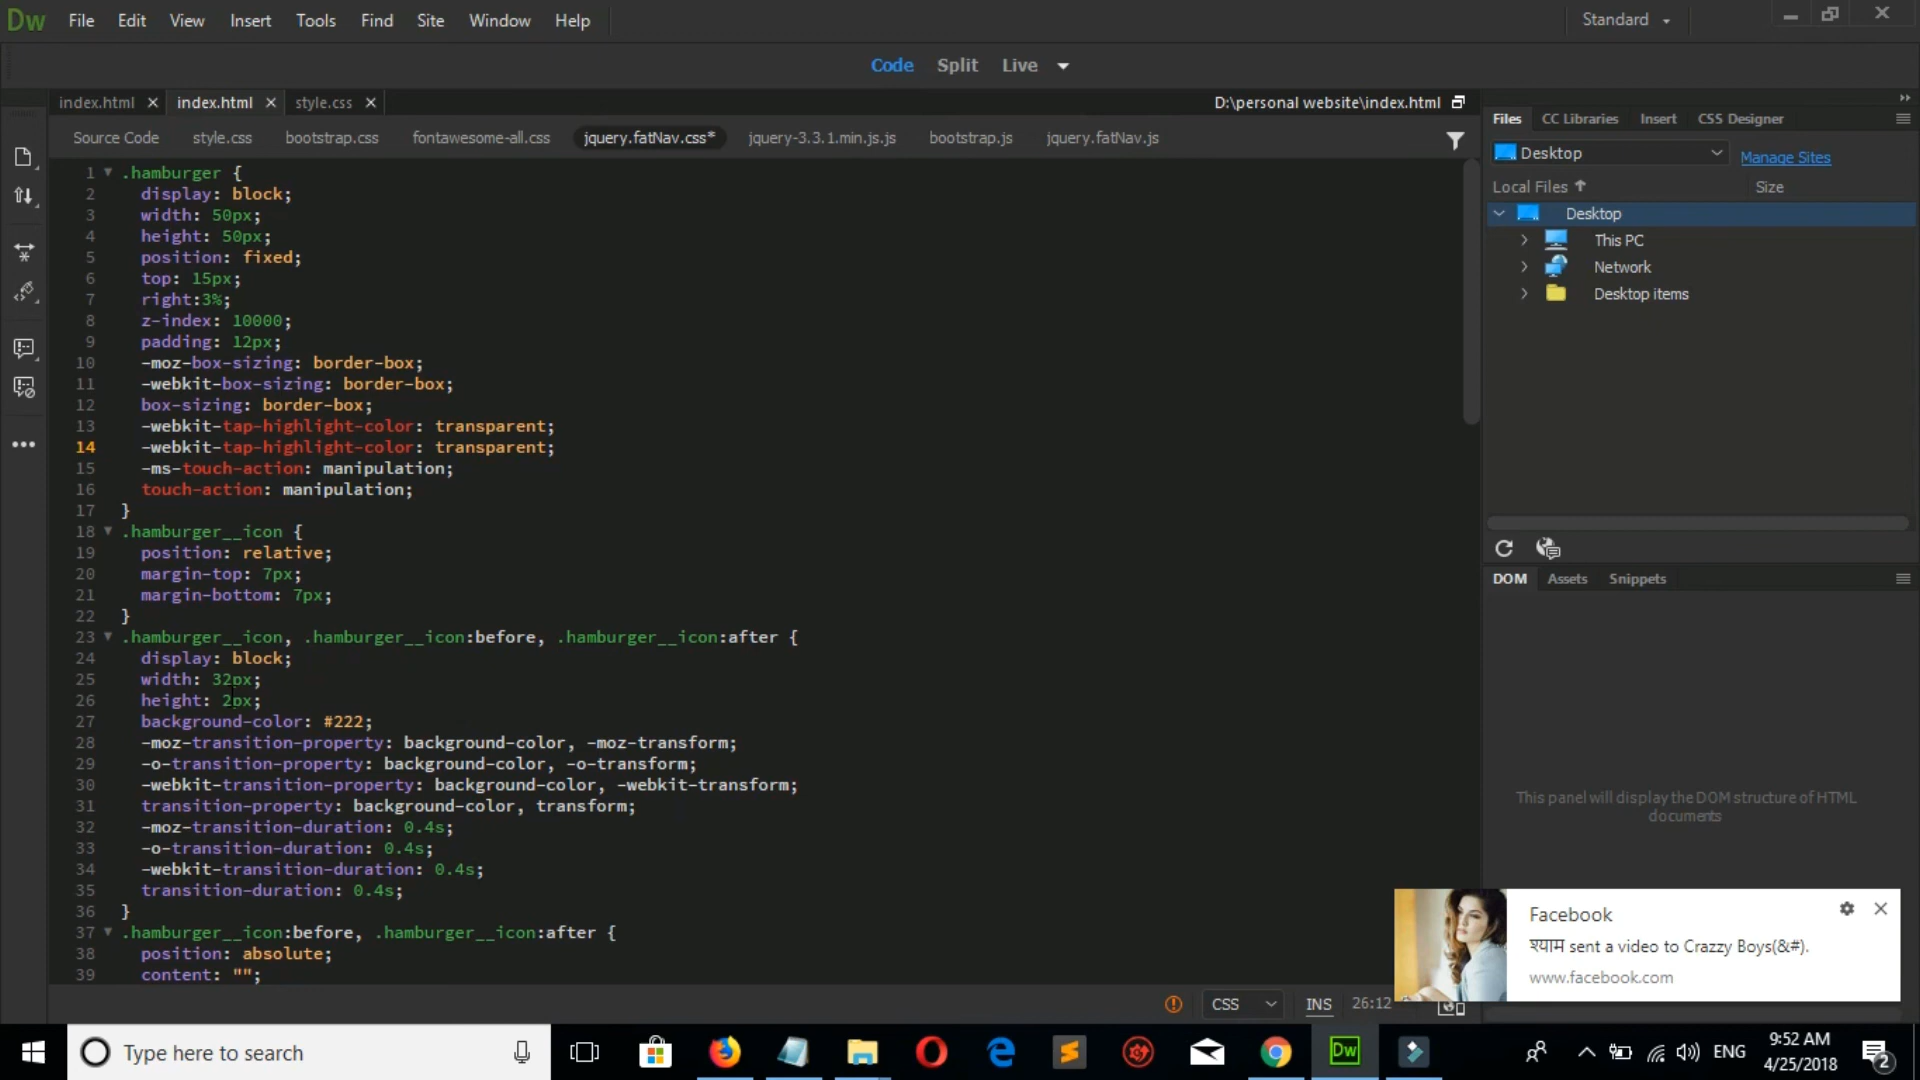 Dw File Edit View Insert Tools Find Site Window Help Standard
Code Split Live
index.html index.html style.css D:\personal website\index.html
Source Code style.css bootstrap.css fontawesome-all.css jquery.fatNav.css* jquery-3.3.1.min.js.js bootstrap.js jquery.fatNav.js
1 .hamburger {
2 display: block;
3 width: 50px;
4 height: 50px;
5 position: fixed;
6 top: 15px;
7 right:3%;
8 z-index: 10000;
9 padding: 12px;
10 -moz-box-sizing: border-box;
11 -webkit-box-sizing: border-box;
12 box-sizing: border-box;
13 -webkit-tap-highlight-color: transparent;
14 -webkit-tap-highlight-color: transparent;
15 -ms-touch-action: manipulation;
16 touch-action: manipulation;
17 }
18 .hamburger__icon {
19 position: relative;
20 margin-top: 7px;
21 margin-bottom: 7px;
22 }
23 .hamburger__icon, .hamburger__icon:before, .hamburger__icon:after {
24 display: block;
25 width: 32px;
26 height: 2px;
27 background-color: #222;
28 -moz-transition-property: background-color, -moz-transform;
29 -o-transition-property: background-color, -o-transform;
30 -webkit-transition-property: background-color, -webkit-transform;
31 transition-property: background-color, transform;
32 -moz-transition-duration: 0.4s;
33 -o-transition-duration: 0.4s;
34 -webkit-transition-duration: 0.4s;
35 transition-duration: 0.4s;
36 }
37 .hamburger__icon:before, .hamburger__icon:after {
38 position: absolute;
39 content: "";
CSS INS 26:12
Files CC Libraries Insert CSS Designer
Desktop Manage Sites
Local Files Size
Desktop
This PC
Network
Desktop items
DOM Assets Snippets
This panel will display the DOM structure of HTML
documents
Facebook
श्याम sent a video to Crazzy Boys(&#).
www.facebook.com
Type here to search
Dw
ENG
9:52 AM
4/25/2018
2